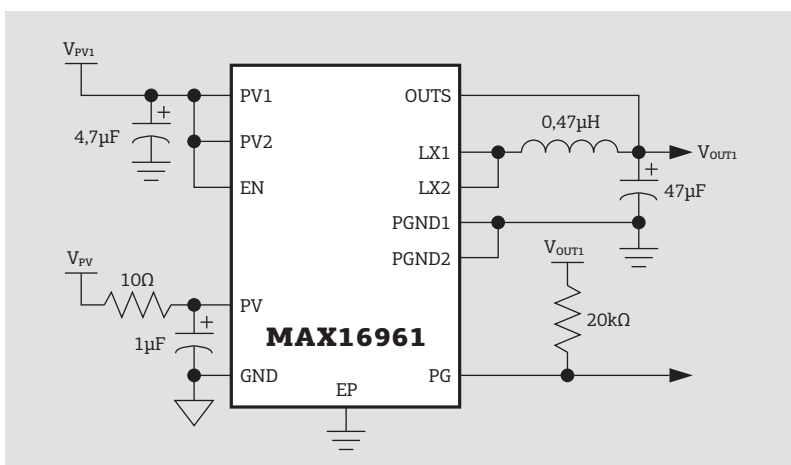 VPV1
4,7µF
PV1
PV2
EN
OUTS
LX1
LX2
PGND1
PGND2
0,47µH
VOUT1
47µF
VPV
10Ω
1µF
PV
GND
MAX16961
EP
PG
VOUT1
20kΩ